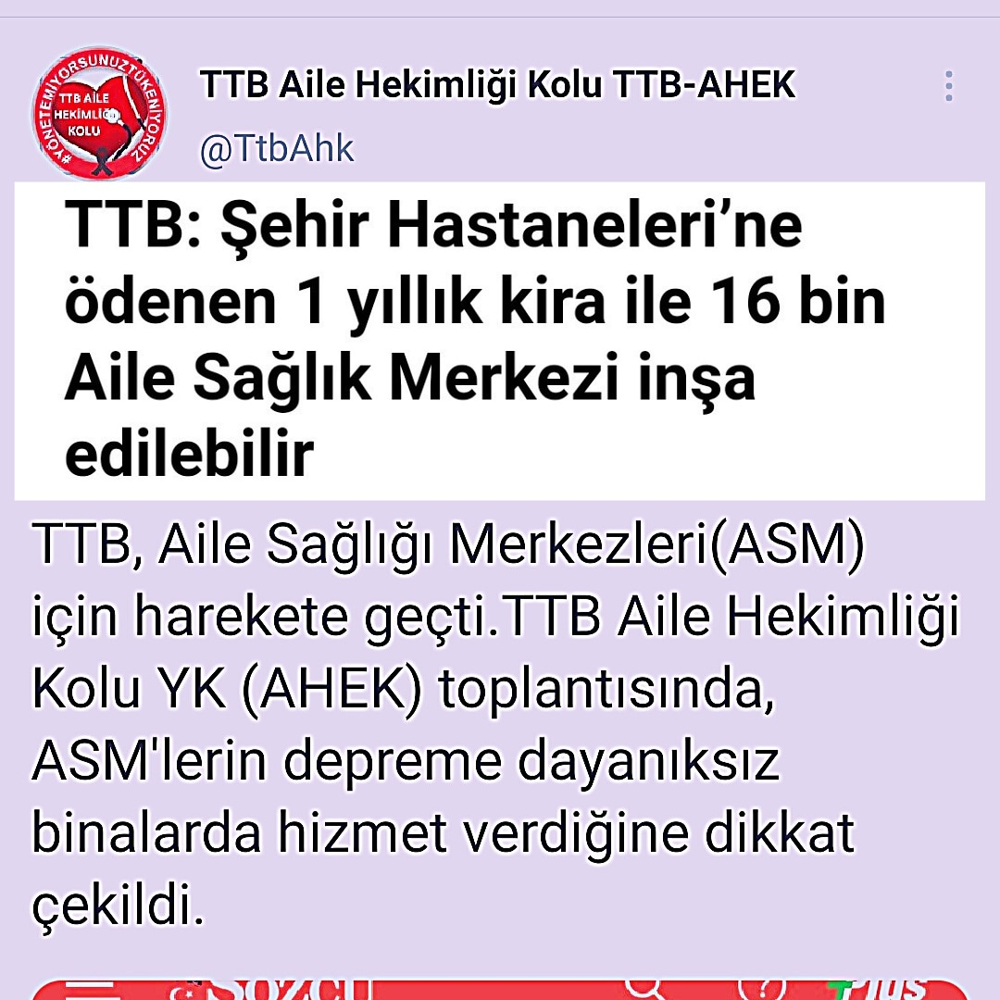 #YÖNETEMİYORSUNUZTÜKENİYORUZ
TTB AİLE
HEKİMLİĞİ
KOLU
TTB Aile Hekimliği Kolu TTB-AHEK
@TtbAhk
TTB: Şehir Hastaneleri’ne
ödenen 1 yıllık kira ile 16 bin
Aile Sağlık Merkezi inşa
edilebilir
TTB, Aile Sağlığı Merkezleri(ASM)
için harekete geçti.TTB Aile Hekimliği
Kolu YK (AHEK) toplantısında,
ASM'lerin depreme dayanıksız
binalarda hizmet verdiğine dikkat
çekildi.